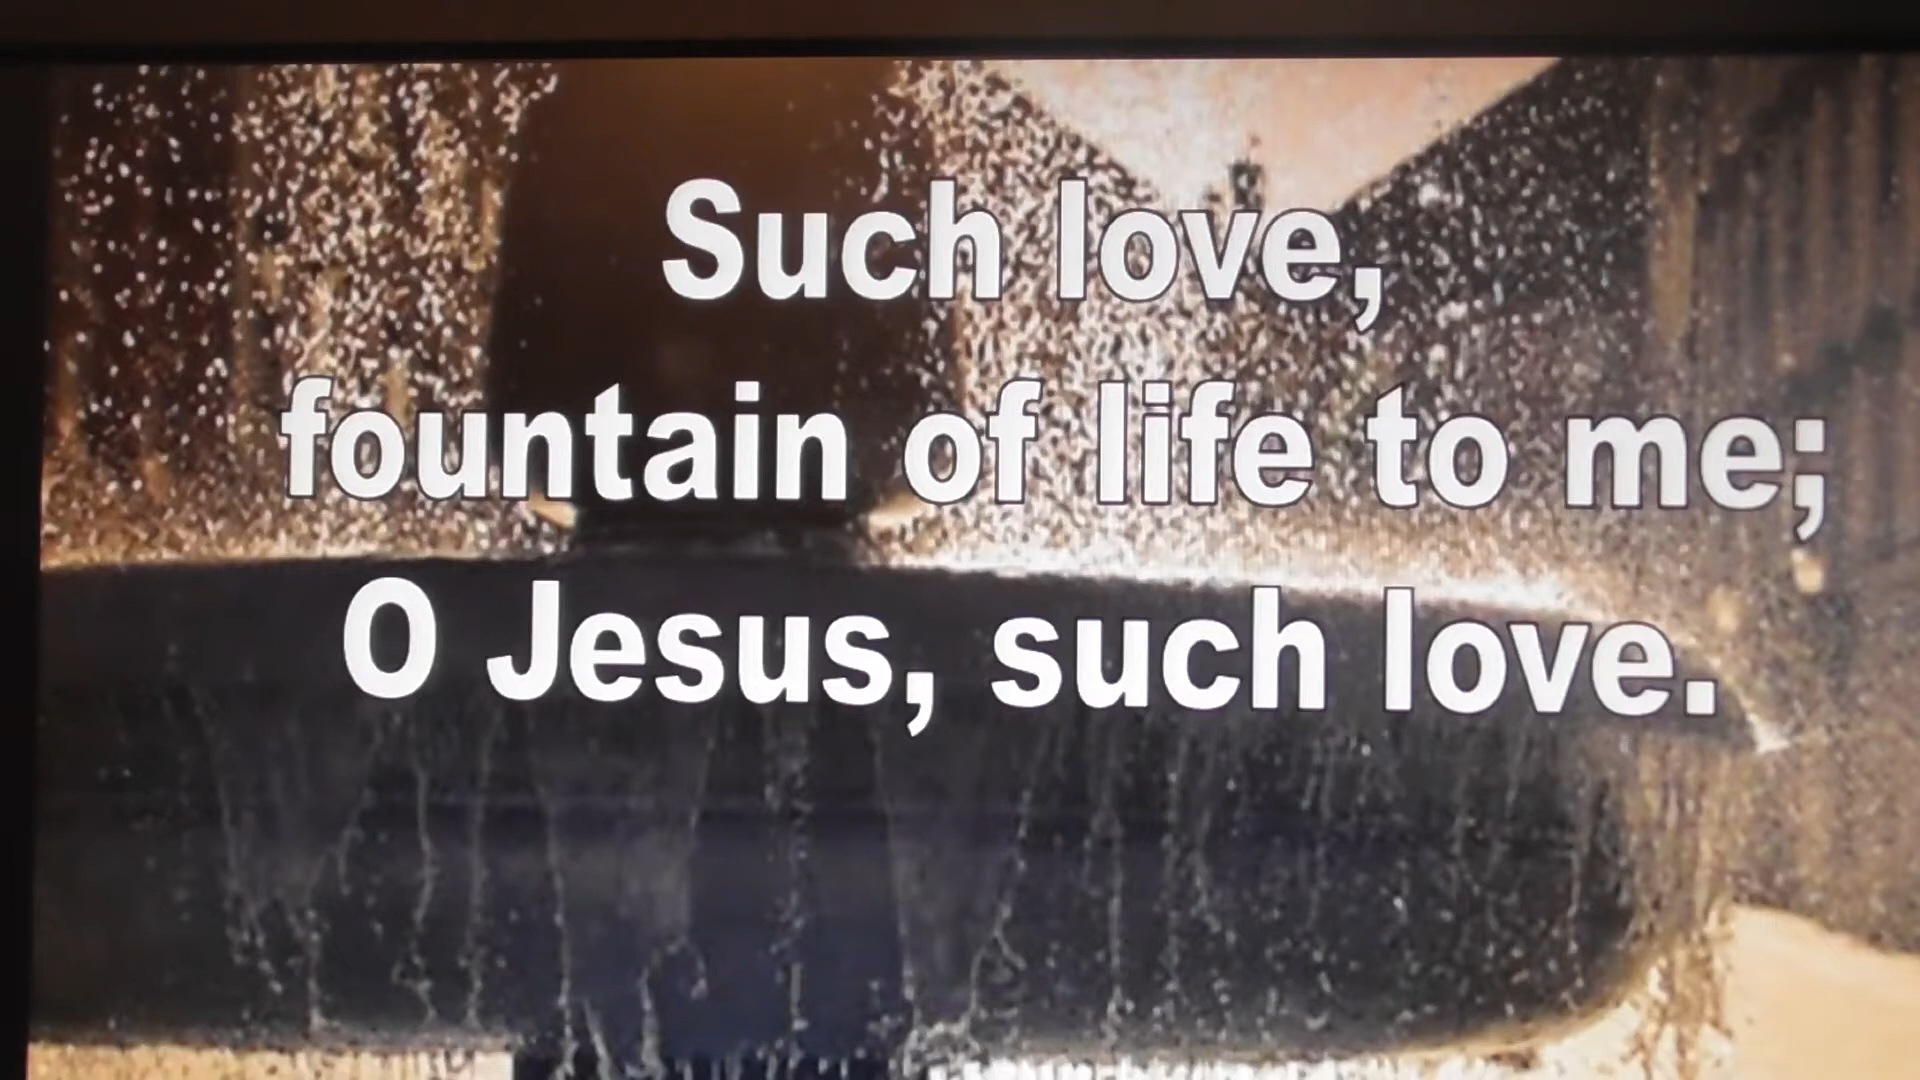 Such love,
fountain of life to me;
O Jesus, such love.